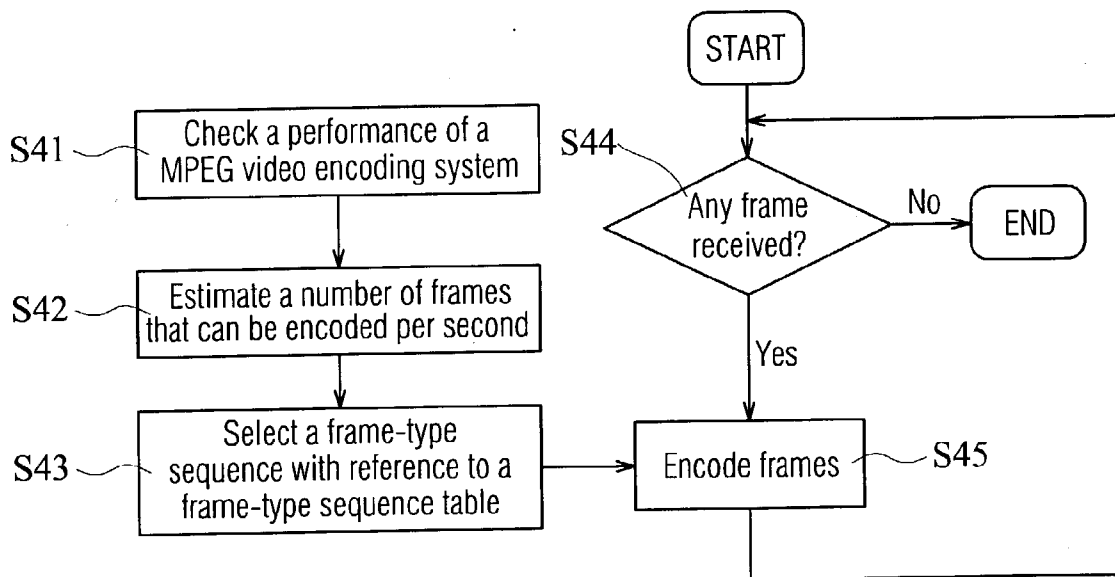 START
S41
Check a performance of a
MPEG video encoding system
S44
Any frame
received?
No
END
S42
Estimate a number of frames
that can be encoded per second
Yes
S43
Select a frame-type
sequence with reference to a
frame-type sequence table
Encode frames
S45